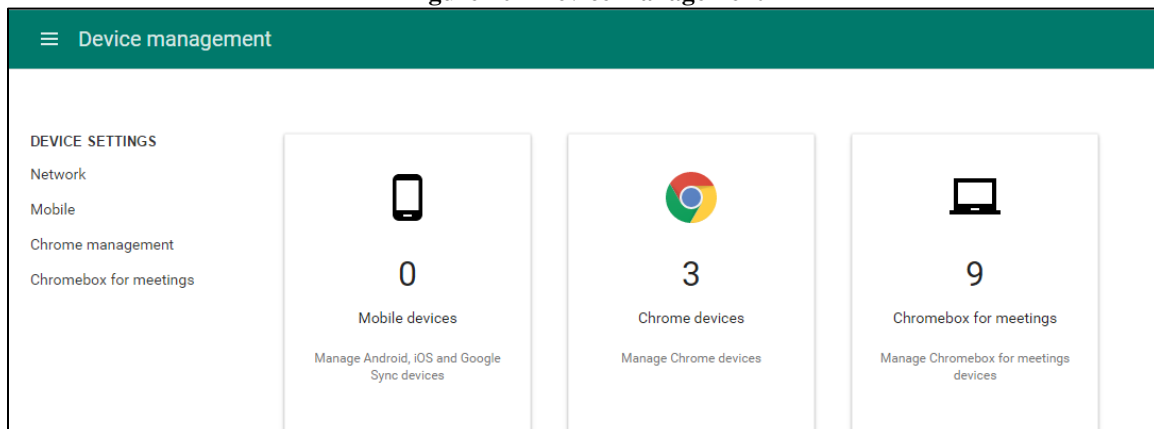 Device management
DEVICE SETTINGS
Network
Mobile
Chrome management
Chromebox for meetings
0
Mobile devices
Manage Android, iOS and Google
Sync devices
3
Chrome devices
Manage Chrome devices
9
Chromebox for meetings
Manage Chromebox for meetings
devices